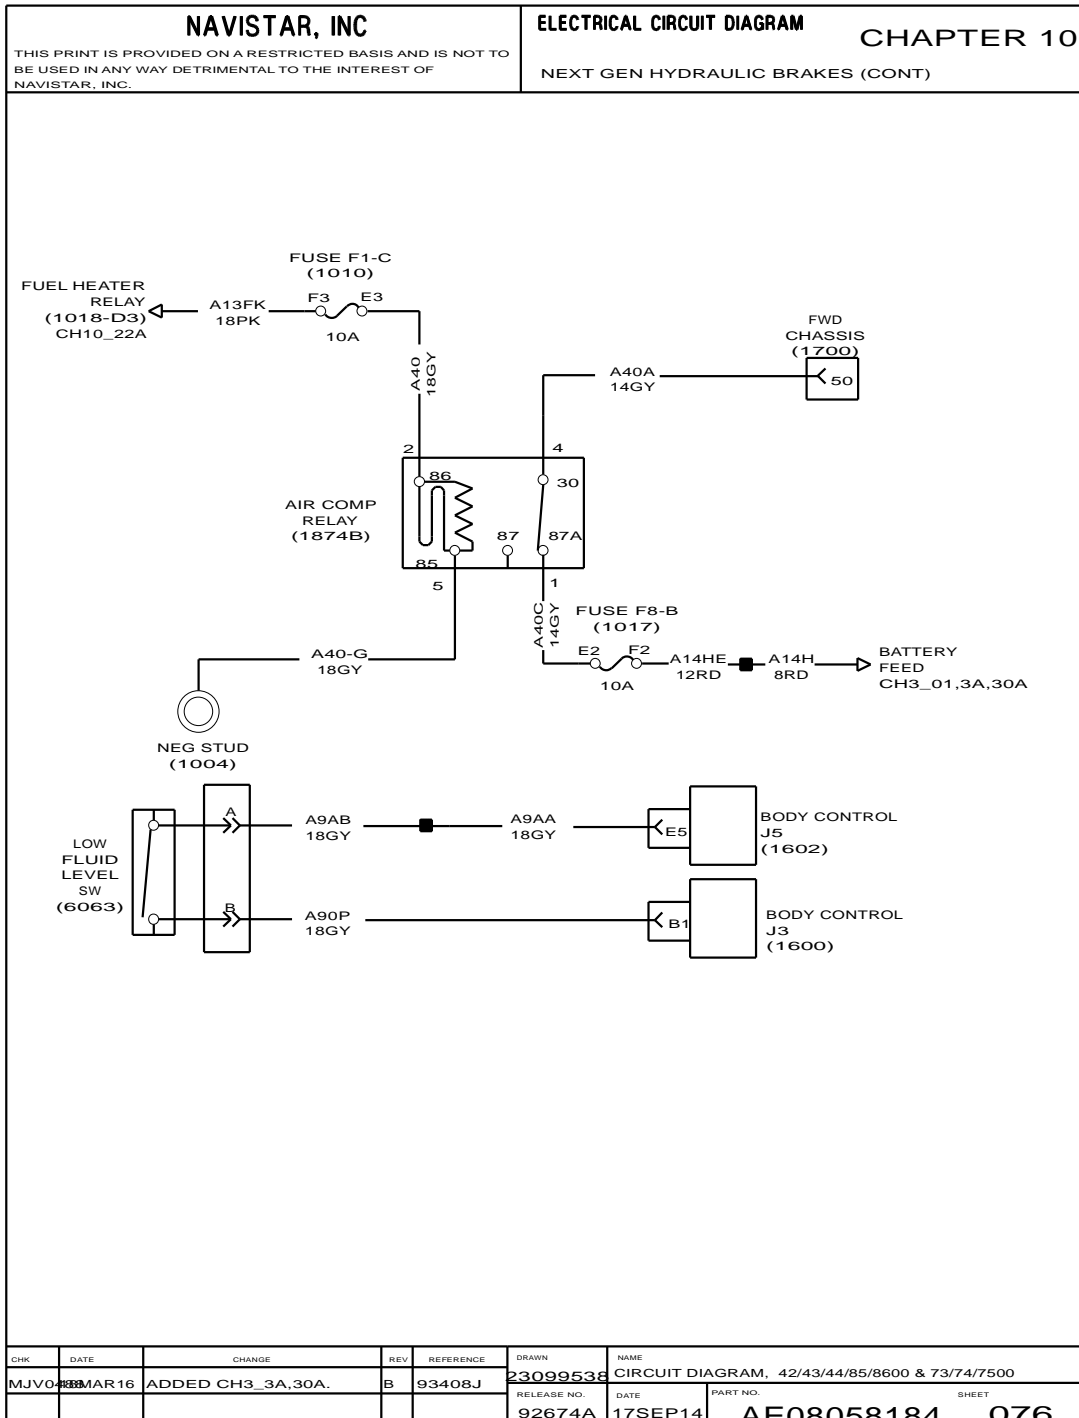 NAVISTAR, INC
THIS PRINT IS PROVIDED ON A RESTRICTED BASIS AND IS NOT TO
BE USED IN ANY WAY DETRIMENTAL TO THE INTEREST OF
NAVISTAR, INC.
ELECTRICAL CIRCUIT DIAGRAM
CHAPTER 10
NEXT GEN HYDRAULIC BRAKES (CONT)
FUSE F1-C
(1010)
FUEL HEATER
RELAY
(1018-D3)
CH10_22A
A13FK
18PK
F3
E3
10A
A40
18GY
FWD
CHASSIS
(1700)
50
A40A
14GY
2
4
86
30
AIR COMP
RELAY
(1874B)
87
87A
85
5
1
A40C
14GY
FUSE F8-B
(1017)
E2
F2
10A
A14HE
12RD
A14H
8RD
BATTERY
FEED
CH3_01,3A,30A
A40-G
18GY
NEG STUD
(1004)
LOW
FLUID
LEVEL
SW
(6063)
A
A9AB
18GY
A9AA
18GY
E5
BODY CONTROL
J5
(1602)
B
A90P
18GY
B1
BODY CONTROL
J3
(1600)
CHK
DATE
CHANGE
REV
REFERENCE
DRAWN
NAME
ADDED CH3_3A,30A.
B
93408J
23099538
CIRCUIT DIAGRAM, 42/43/44/85/8600 & 73/74/7500
RELEASE NO.
DATE
PART NO.
SHEET
92674A
17SEP14
AE08058184
076